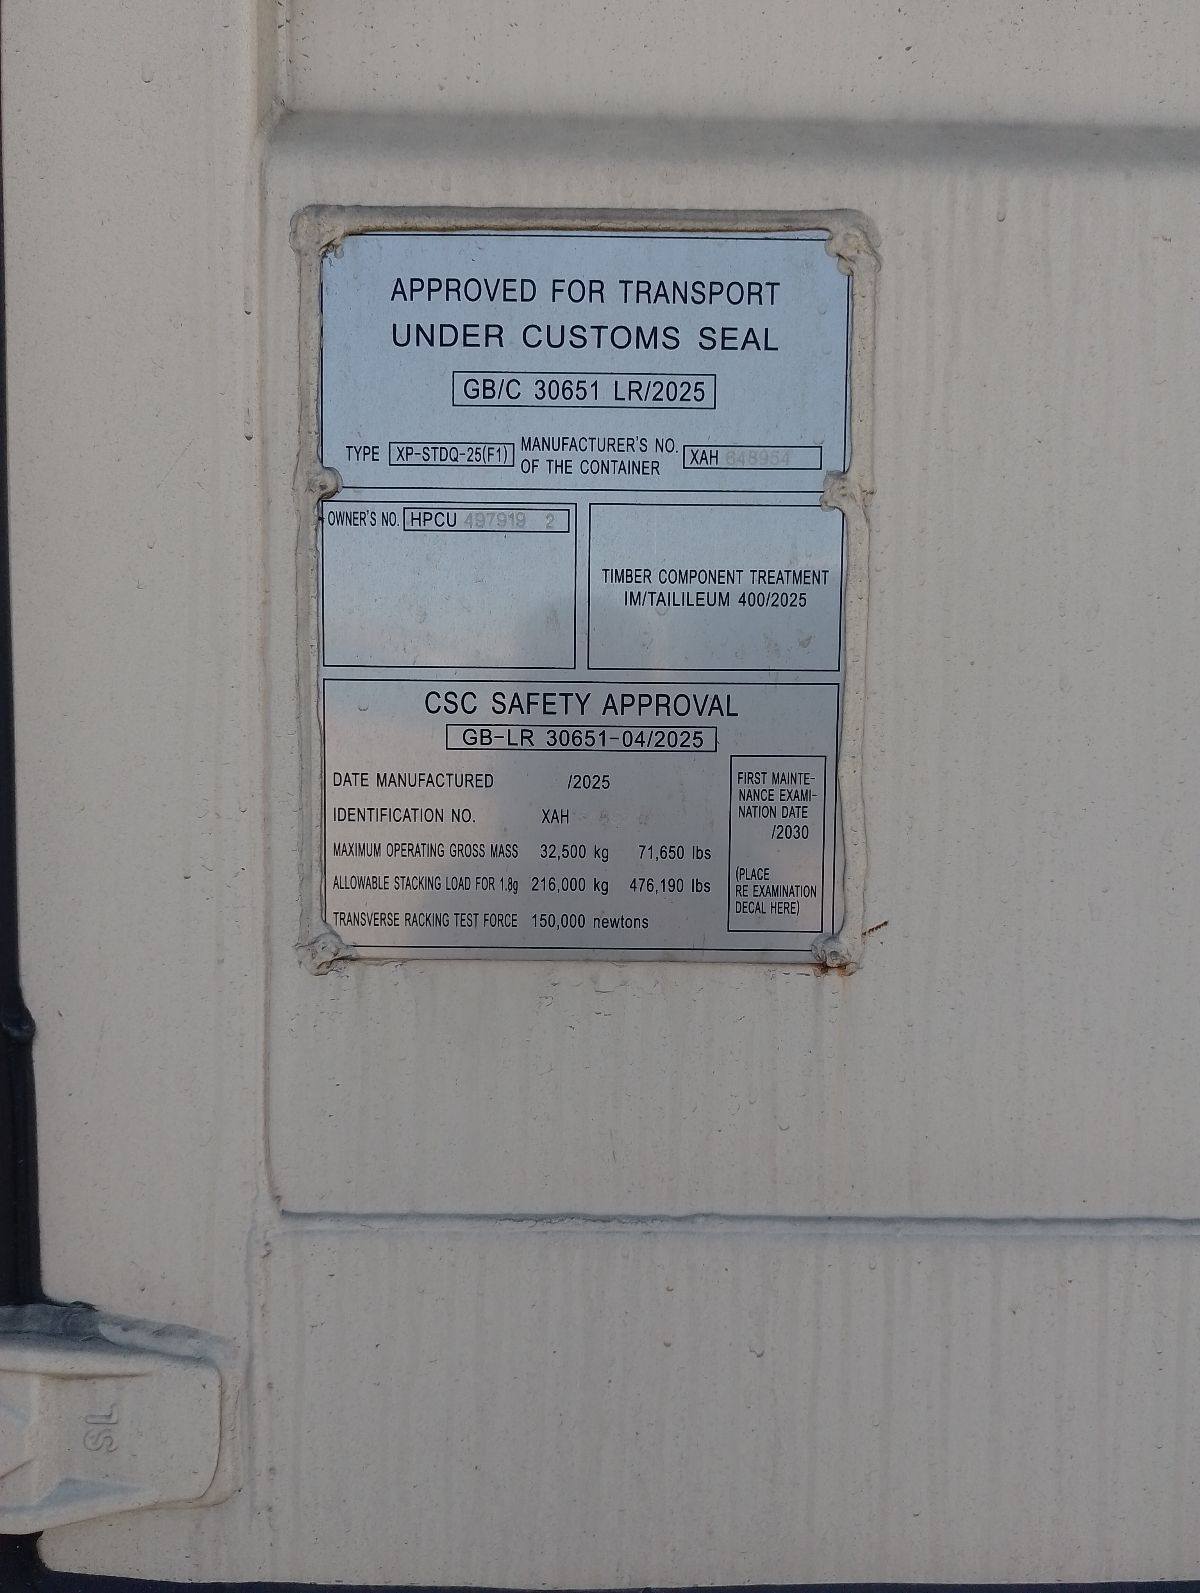 APPROVED FOR TRANSPORT
UNDER CUSTOMS SEAL
GB/C 30651 LR/2025
TYPE XP-STDQ-25(F1) MANUFACTURER'S NO. OF THE CONTAINER XAH 648954
OWNER'S NO. HPCU 497919 2
TIMBER COMPONENT TREATMENT
IM/TAILILEUM 400/2025
CSC SAFETY APPROVAL
GB-LR 30651-04/2025
DATE MANUFACTURED /2025
IDENTIFICATION NO. XAH
MAXIMUM OPERATING GROSS MASS 32,500 kg 71,650 lbs
ALLOWABLE STACKING LOAD FOR 1.8g 216,000 kg 476,190 lbs
TRANSVERSE RACKING TEST FORCE 150,000 newtons
FIRST MAINTE-
NANCE EXAMI-
NATION DATE
/2030
(PLACE
RE EXAMINATION
DECAL HERE)
SL